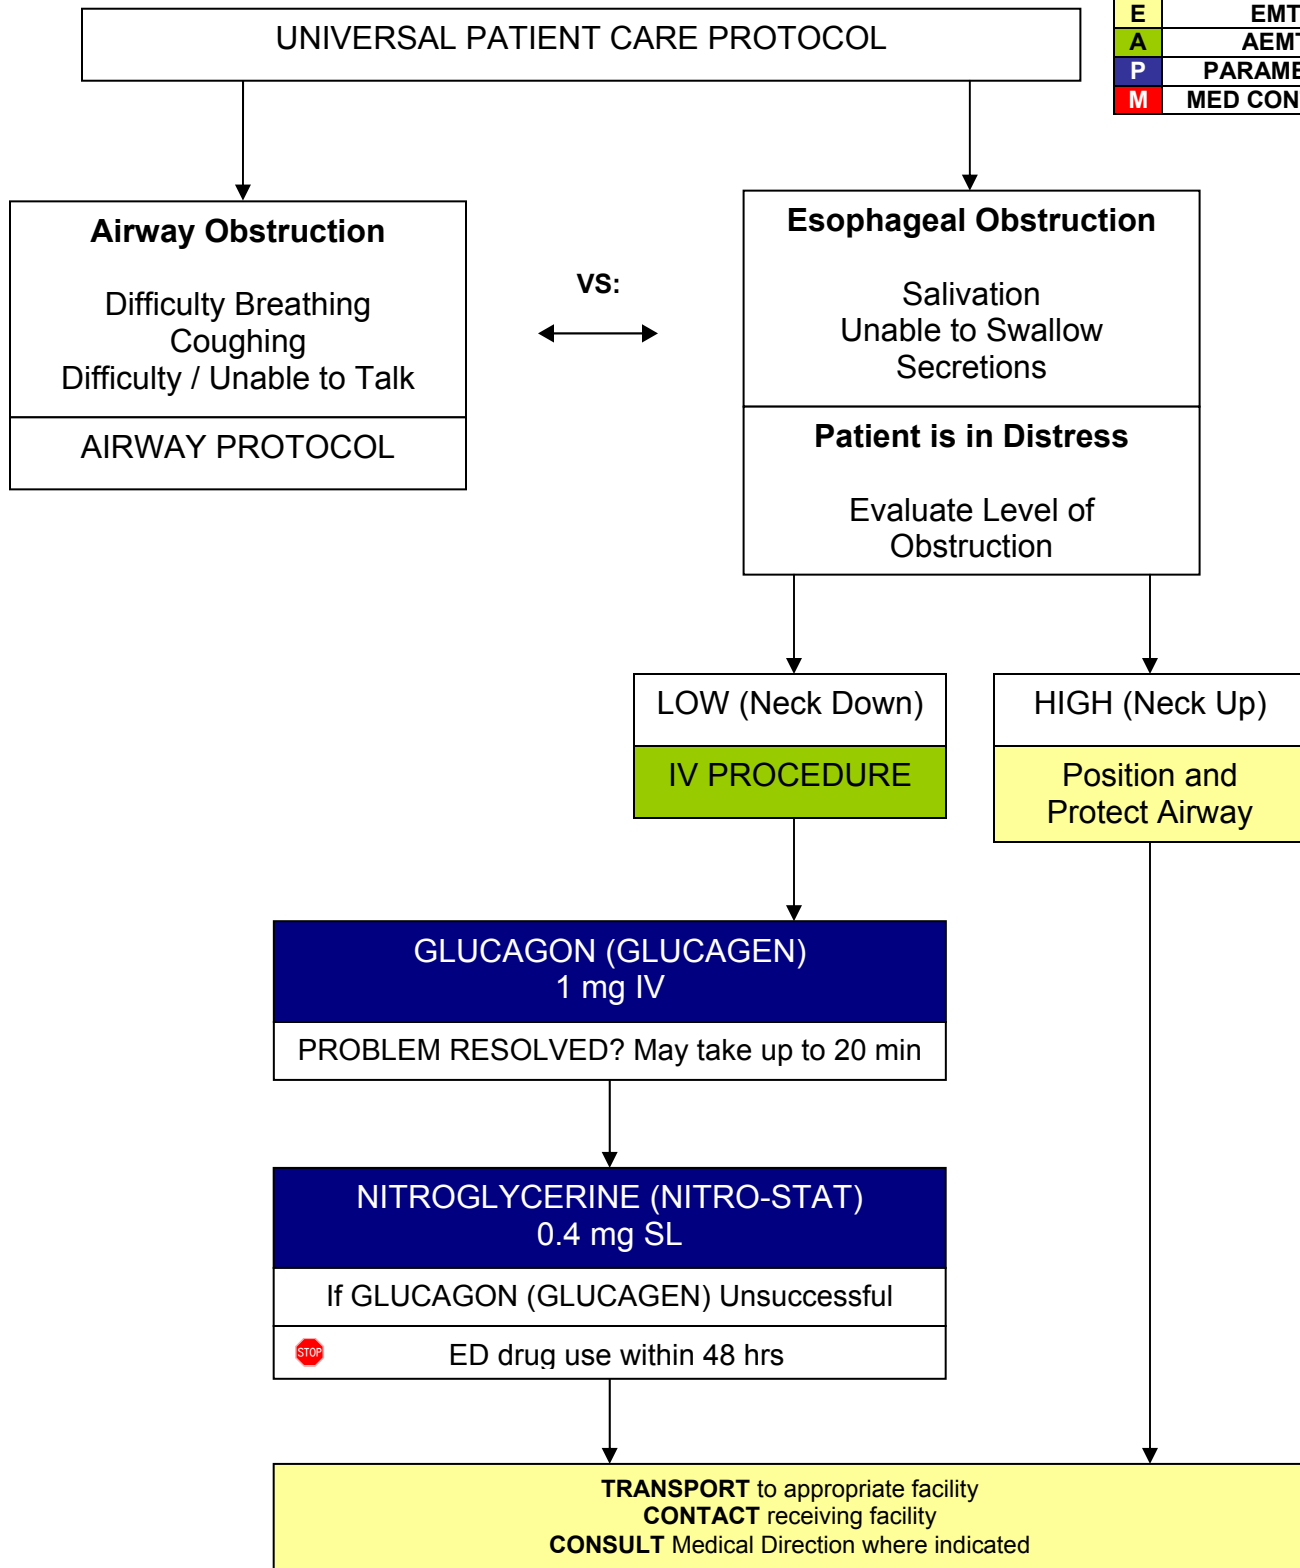 UNIVERSAL PATIENT CARE PROTOCOL
E EMT
A AEMT
P
M MED
Airway Obstruction
Difficulty Breathing
Coughing
Difficulty / Unable to Talk
AIRWAY PROTOCOL
VS:
Esophageal Obstruction
Salivation
Unable to Swallow
Secretions
Patient is in Distress
Evaluate Level of
Obstruction
LOW (Neck Down)
IV PROCEDURE
HIGH (Neck Up)
Position and
Protect Airway
GLUCAGON (GLUCAGEN)
1 mg IV
PROBLEM RESOLVED? May take up to 20 min
NITROGLYCERINE (NITRO-STAT)
0.4 mg SL
If GLUCAGON (GLUCAGEN) Unsuccessful
STOP ED drug use within 48 hrs
TRANSPORT to appropriate facility
CONTACT receiving facility
CONSULT Medical Direction where indicated